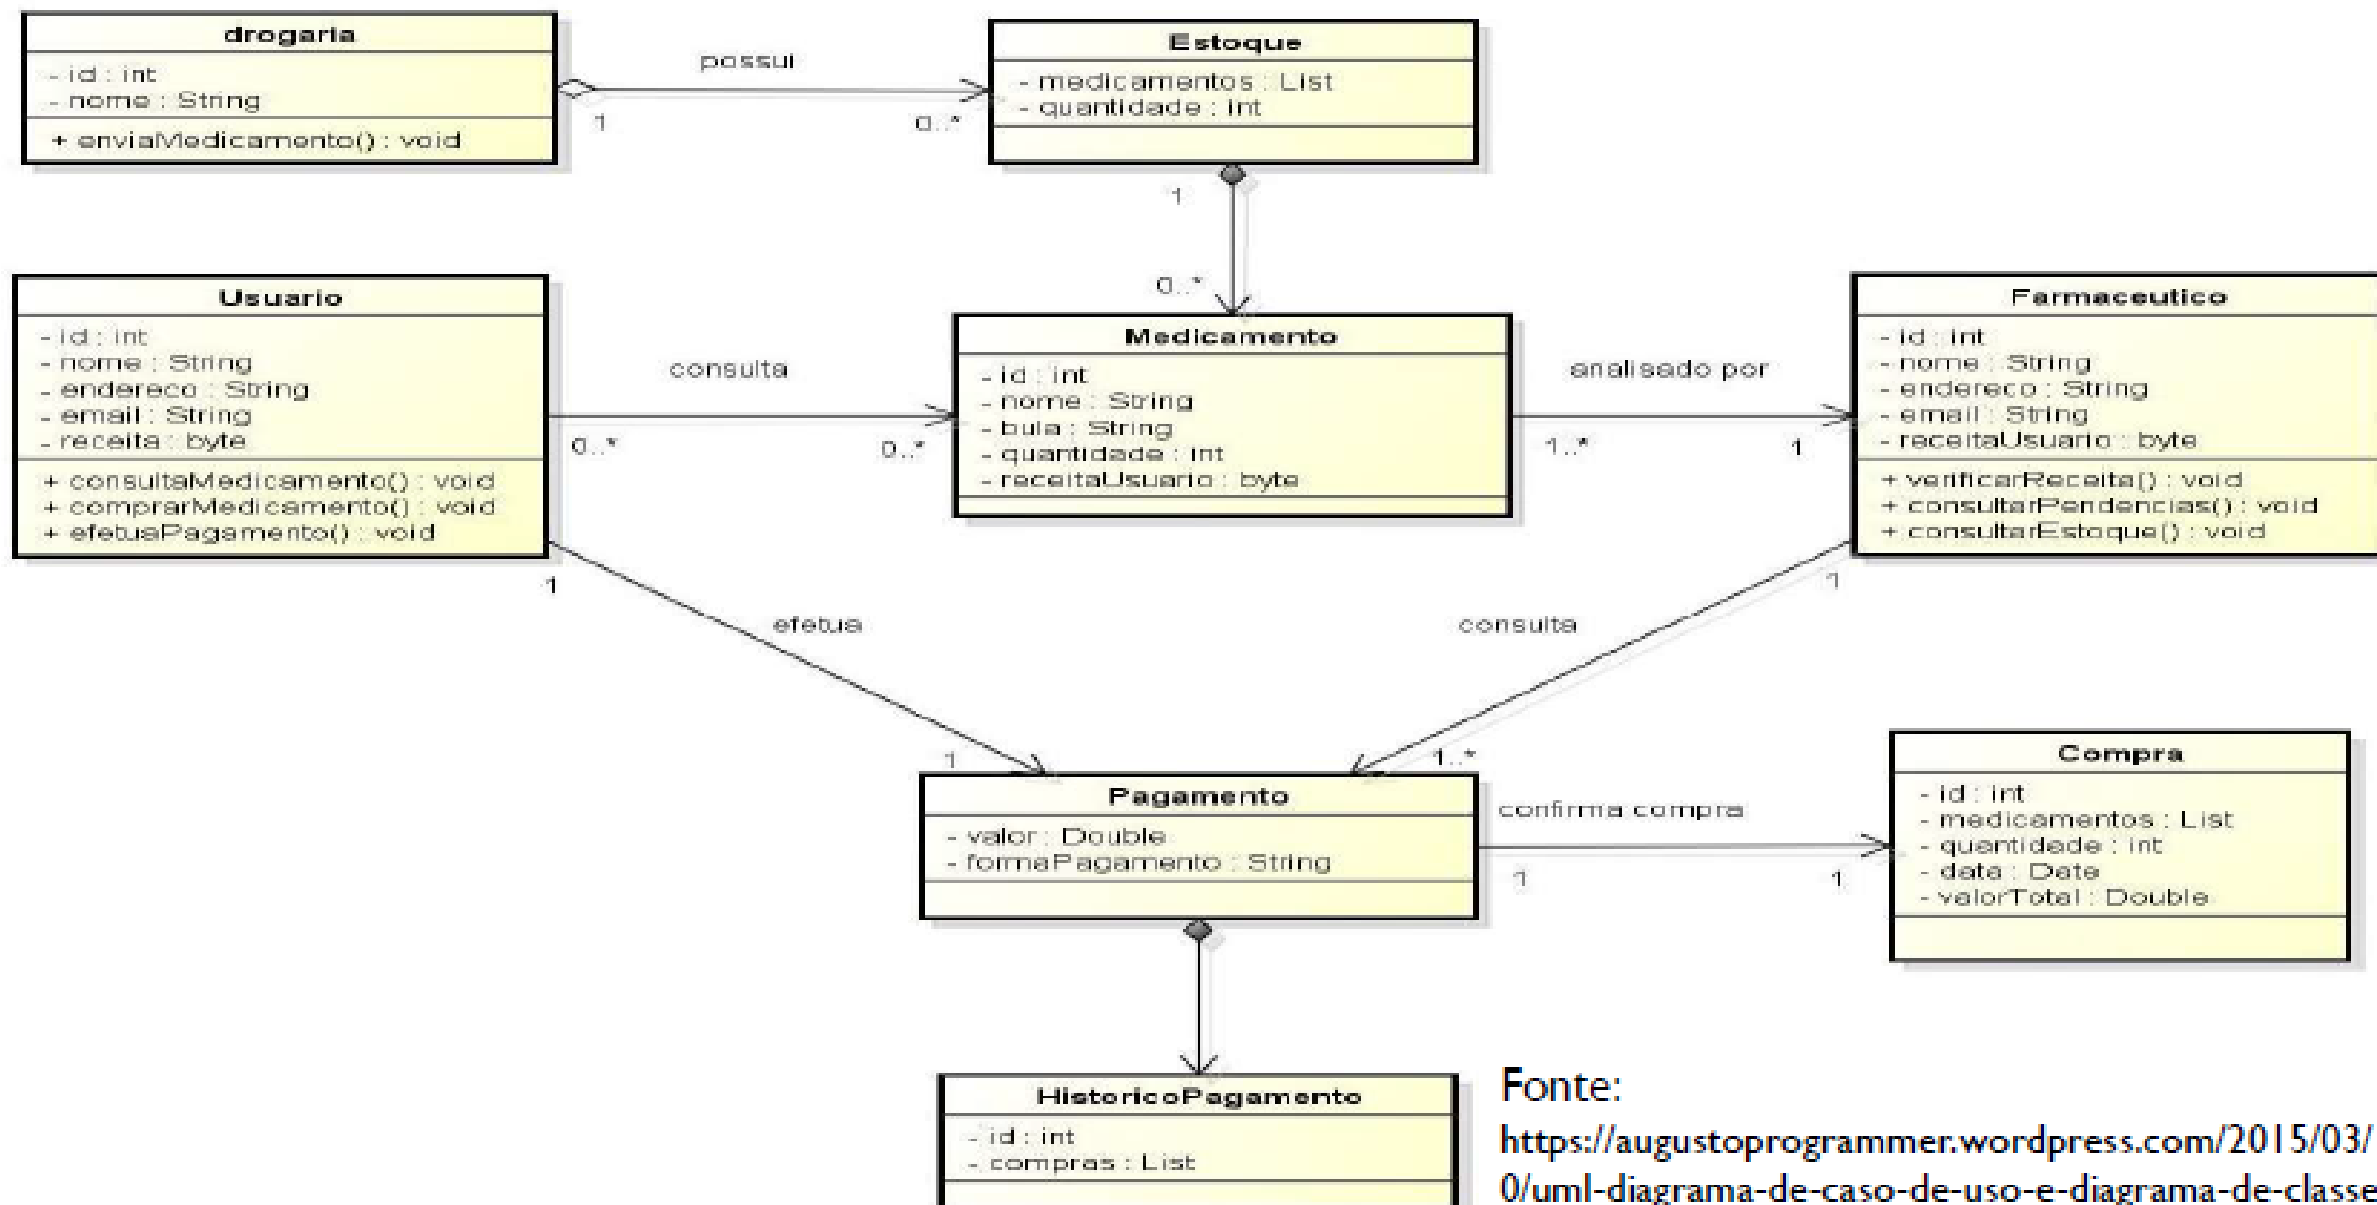 drogaria
- id : int
- nome : String
+ enviaMedicamento() : void
possui
1
0..*
Estoque
- medicamentos : List
- quantidade : int
1
0..*
Usuario
- id : int
- nome : String
- endereco : String
- email : String
- receita : byte
+ consultaMedicamento() : void
+ comprarMedicamento() : void
+ efetuaPagamento() : void
consulta
0..*
0..*
Medicamento
- id : int
- nome : String
- bula : String
- quantidade : int
- receitaUsuario : byte
analisado por
1..*
1
Farmaceutico
- id : int
- nome : String
- endereco : String
- email : String
- receitaUsuario : byte
+ verificarReceita() : void
+ consultarPendencias() : void
+ consultarEstoque() : void
1
efetua
1
1
consulta
1..*
Pagamento
- valor : Double
- formaPagamento : String
confirma compra
1
1
Compra
- id : int
- medicamentos : List
- quantidade : int
- data : Date
- valorTotal : Double
HistoricoPagamento
- id : int
- compras : List
Fonte:
https://augustoprogrammer.wordpress.com/2015/03/
0/uml-diagrama-de-caso-de-uso-e-diagrama-de-classe